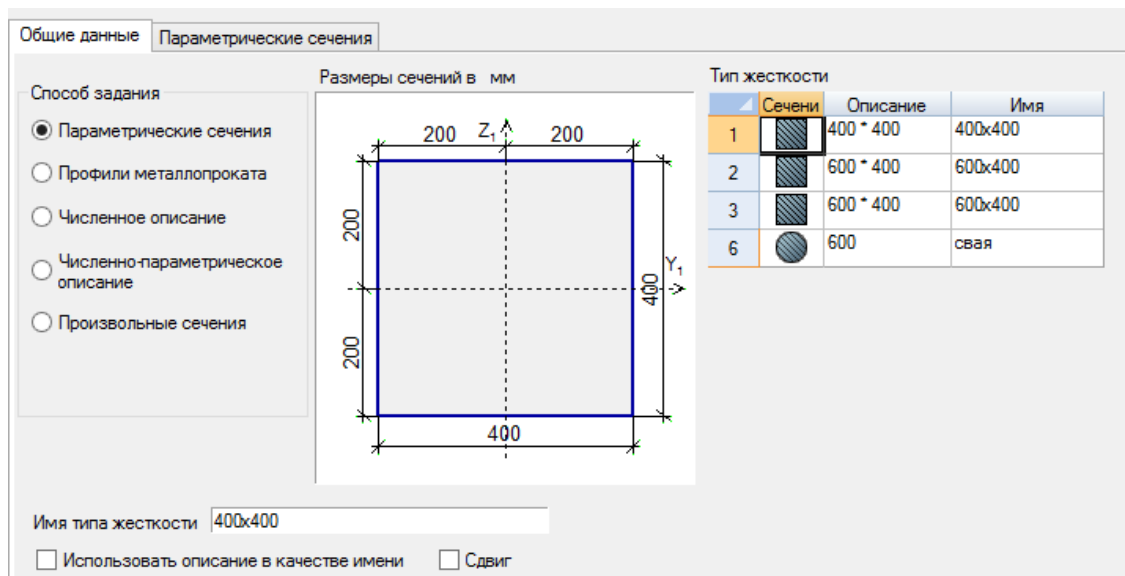 Общие данные
Параметрические сечения
Способ задания
Параметрические сечения
Профили металлопроката
Численное описание
Численно-параметрическое
описание
Произвольные сечения
Размеры сечений в мм
200 Z₁ 200
200
Y₁
400
200
400
Тип жесткости
Сечени Описание Имя
1 400 * 400 400x400
2 600 * 400 600x400
3 600 * 400 600x400
6 600 свая
Имя типа жесткости 400x400
Использовать описание в качестве имени Сдвиг